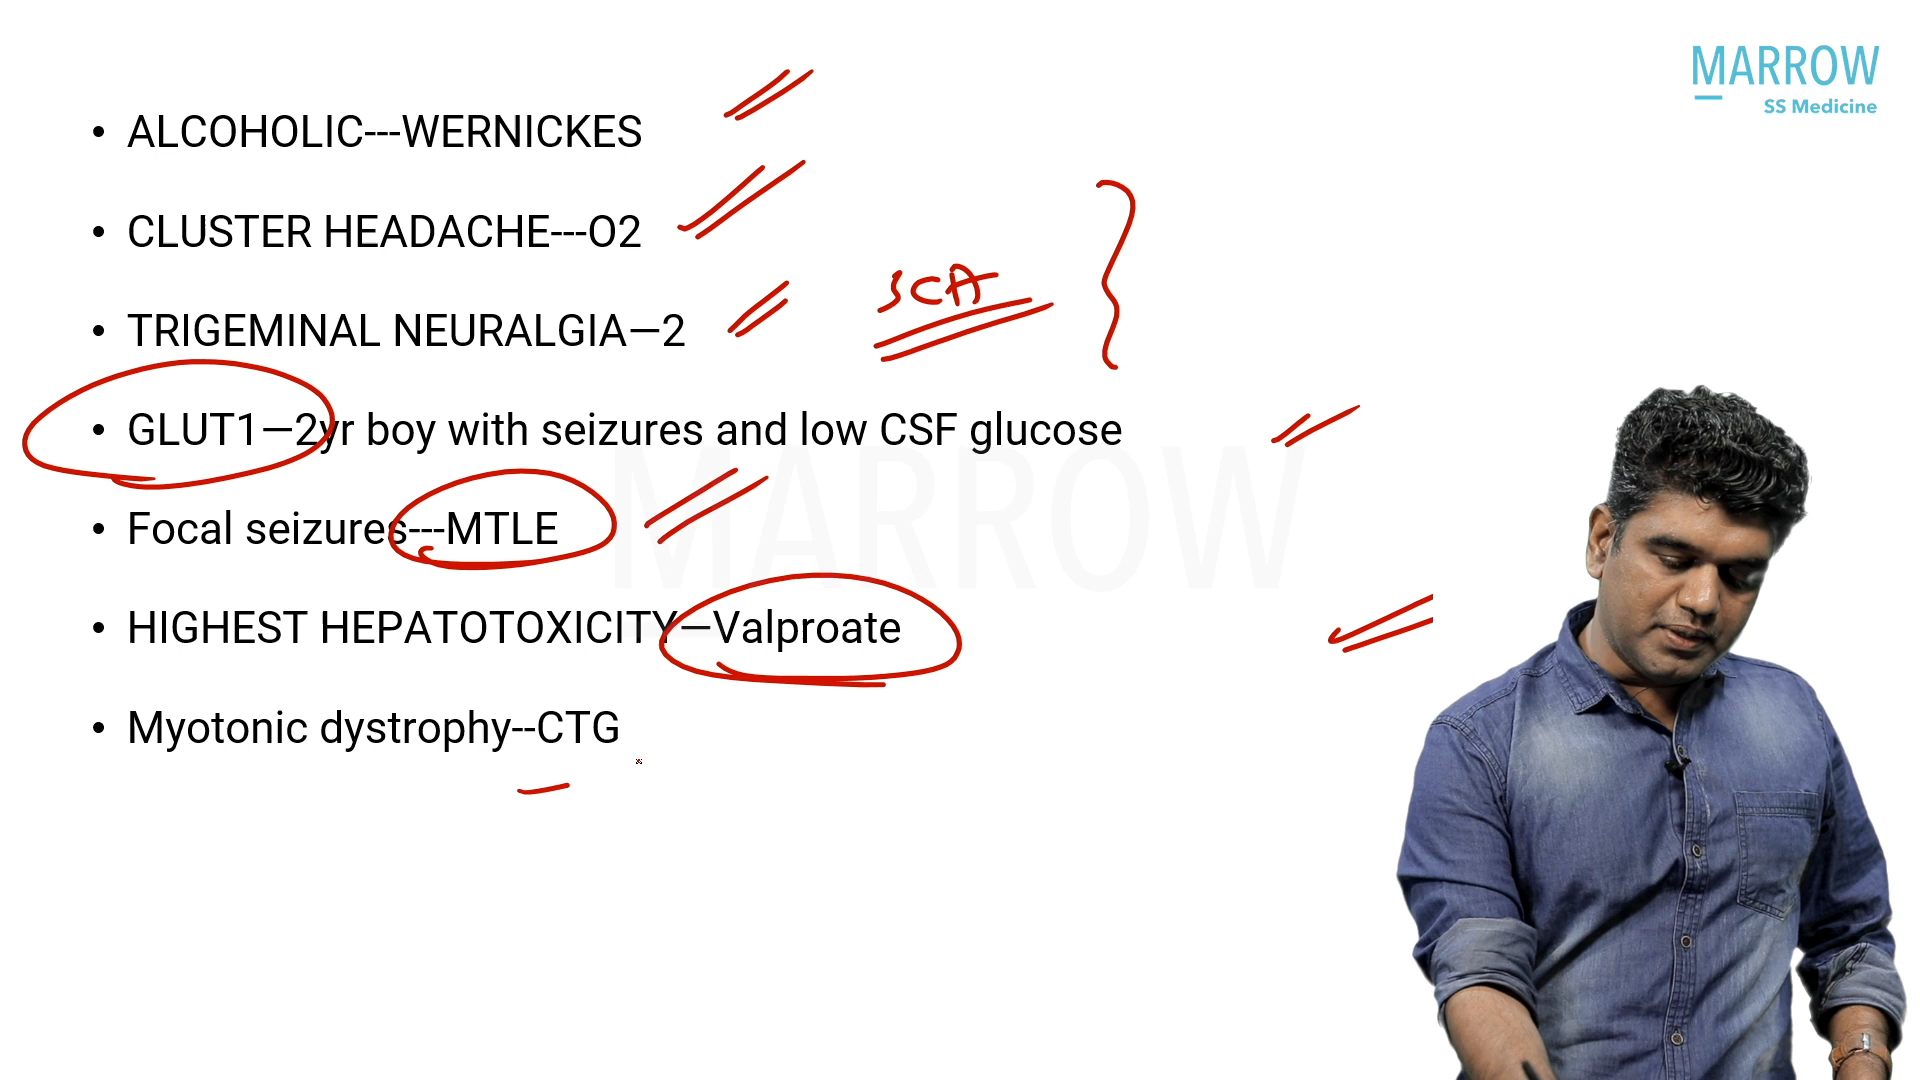 MARROW
SS Medicine
• ALCOHOLIC---WERNICKES
• CLUSTER HEADACHE---O2
SCA
• TRIGEMINAL NEURALGIA—2
• GLUT1—2yr boy with seizures and low CSF glucose
• Focal seizures---MTLE
MARROW
• HIGHEST HEPATOTOXICITY—Valproate
• Myotonic dystrophy--CTG